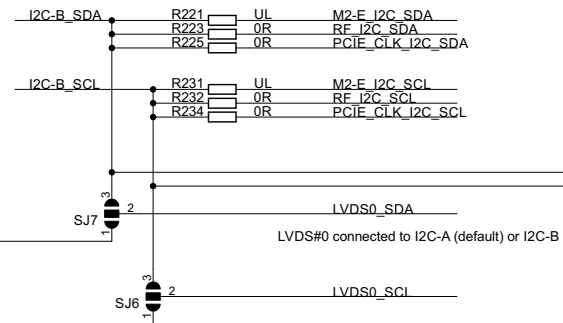 I2C-B_SDA R221 UL M2-E_I2C_SDA
R223 0R RF_I2C_SDA
R225 0R PCIE_CLK_I2C_SDA
I2C-B_SCL R231 UL M2-E_I2C_SCL
R232 0R RF_I2C_SCL
R234 0R PCIE_CLK_I2C_SCL
3
SJ7 2 LVDS0_SDA
1
LVDS#0 connected to I2C-A (default) or I2C-B
3
SJ6 2 LVDS0_SCL
1